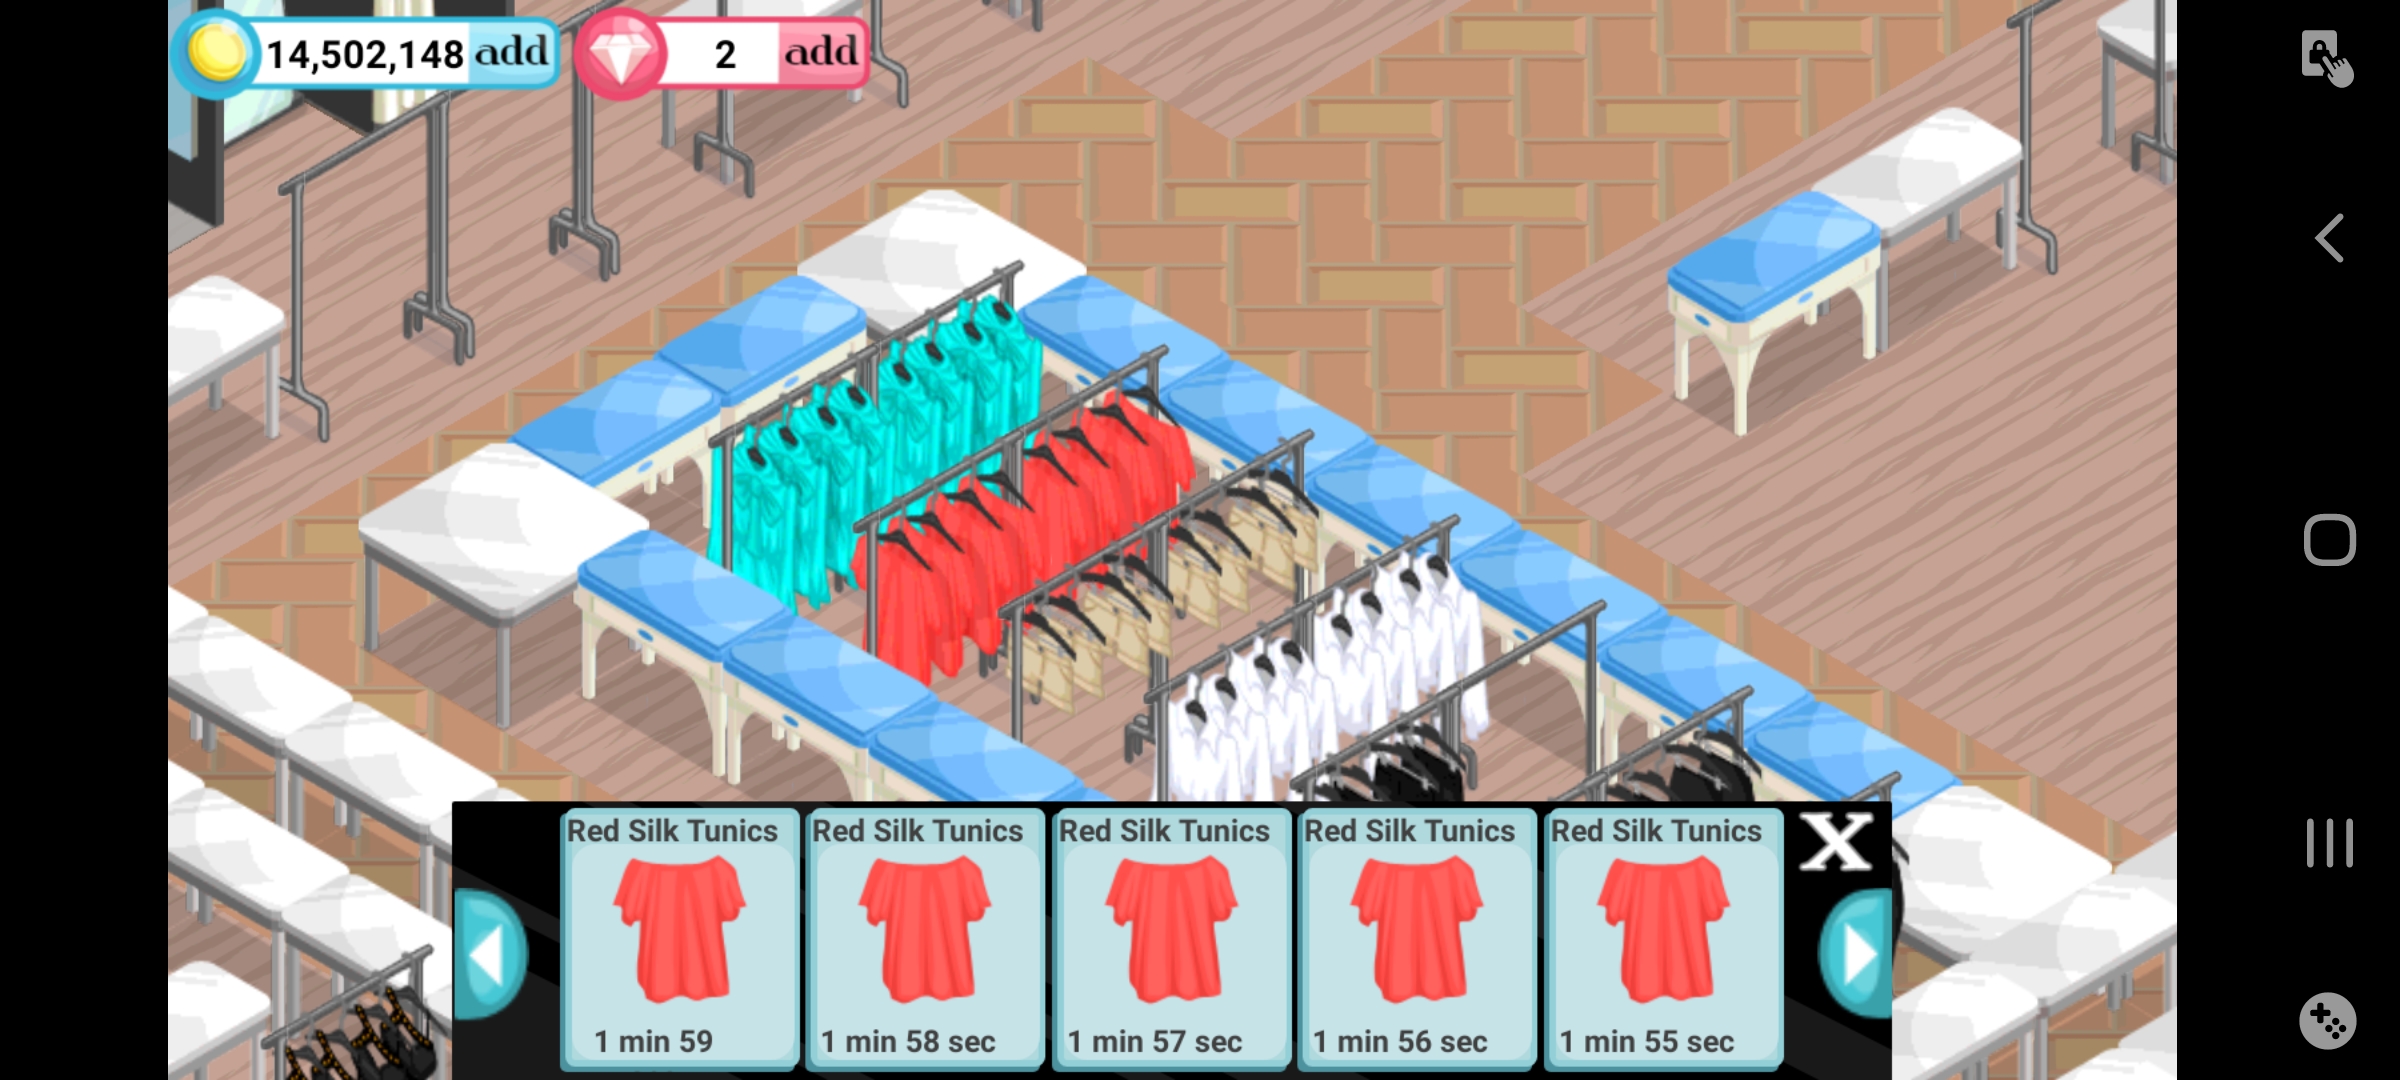 14,502,148 add 2 add
Red Silk Tunics Red Silk Tunics Red Silk Tunics Red Silk Tunics Red Silk Tunics X
1 min 59 1 min 58 sec 1 min 57 sec 1 min 56 sec 1 min 55 sec